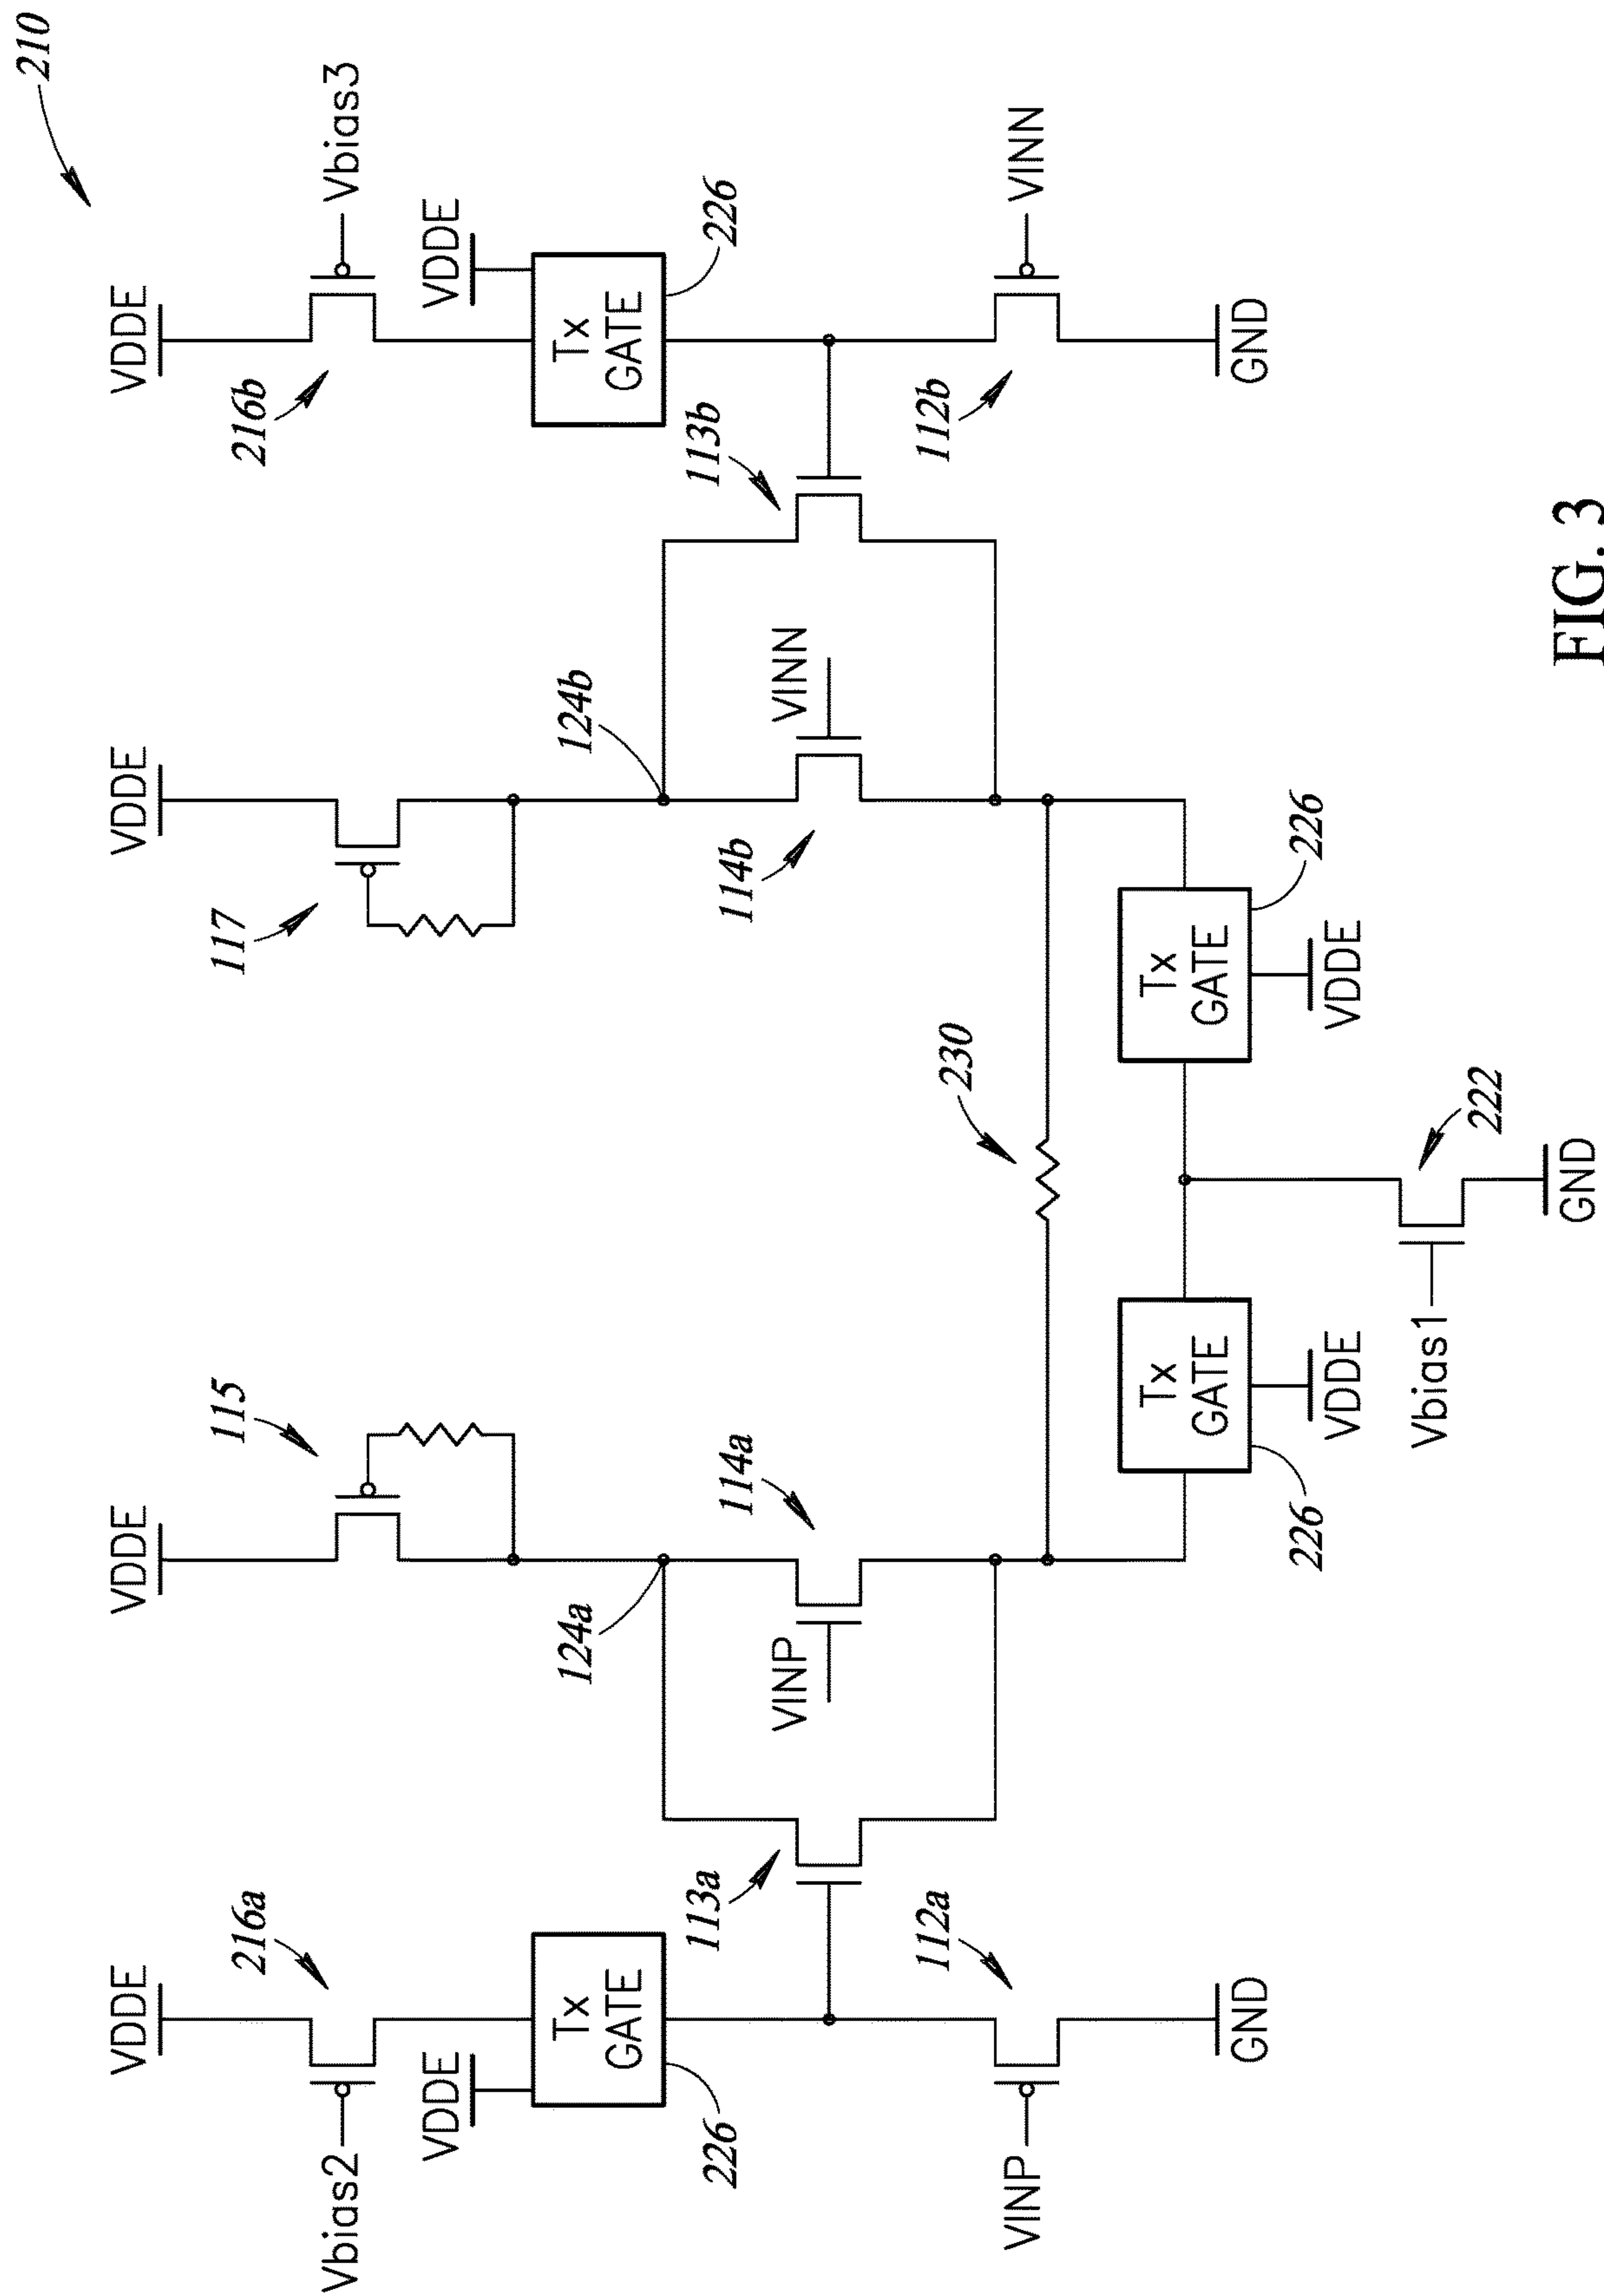 210
VDDE
VDDE
VDDE
VDDE
216a
115
117
216b
Vbias2
Vbias3
VDDE
VDDE
Tx
GATE
Tx
GATE
226
226
124a
124b
113a
114a
114b
113b
VINP
VINN
112a
112b
VINP
VINN
230
GND
GND
Tx
GATE
Tx
GATE
226
226
VDDE
VDDE
Vbias1
222
GND
FIG. 3